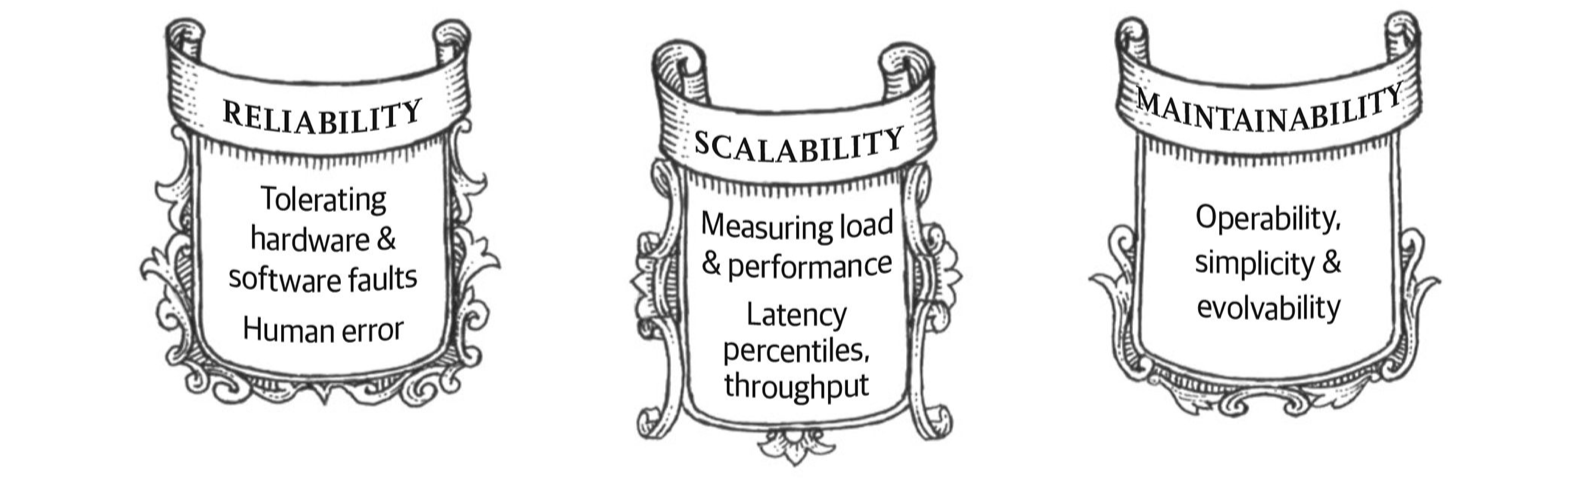 RELIABILITY
Tolerating
hardware &
software faults
Human error
SCALABILITY
Measuring load
& performance
Latency
percentiles,
throughput
MAINTAINABILITY
Operability,
simplicity &
evolvability